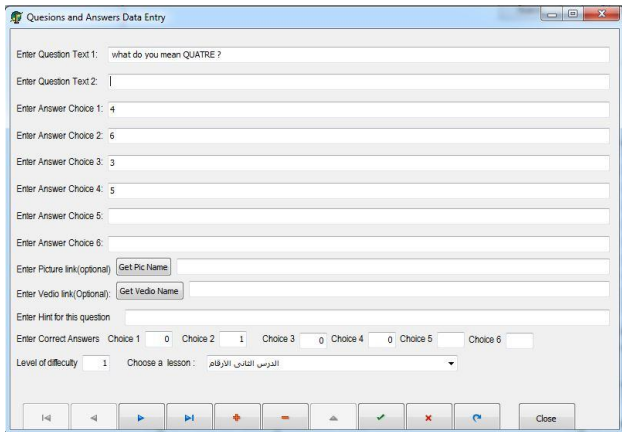 Quesions and Answers Data Entry
Enter Question Text 1: what do you mean QUATRE ?
Enter Question Text 2:
Enter Answer Choice 1: 4
Enter Answer Choice 2: 6
Enter Answer Choice 3: 3
Enter Answer Choice 4: 5
Enter Answer Choice 5:
Enter Answer Choice 6:
Enter Picture link(optional) Get Pic Name
Enter Vedio link(Optional): Get Vedio Name
Enter Hint for this question
Enter Correct Answers Choice 1 0 Choice 2 1 Choice 3 0 Choice 4 0 Choice 5 Choice 6
Level of diffeculty 1 Choose a lesson : الدرس الثانى الارقام
Close